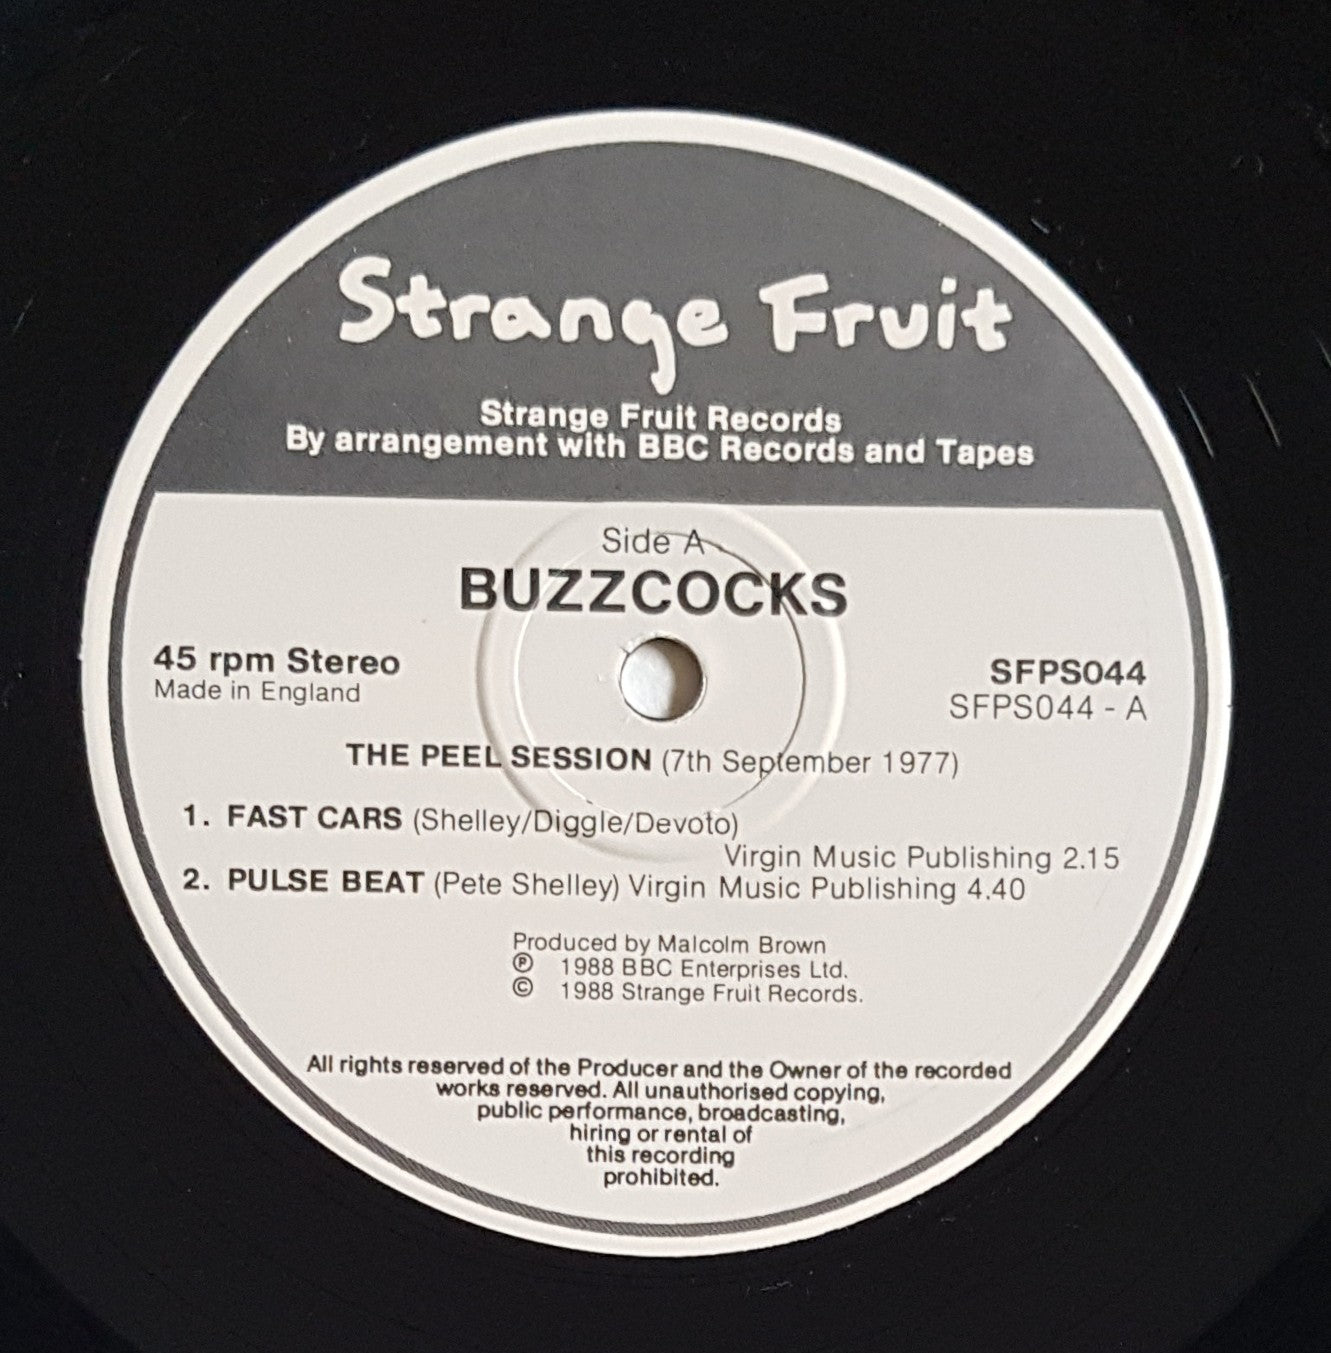 Strange Fruit
Strange Fruit Records
By arrangement with BBC Records and Tapes
Side A
BUZZCOCKS
45 rpm Stereo
Made in England
SFPS044
SFPS044 - A
THE PEEL SESSION (7th September 1977)
1. FAST CARS (Shelley/Diggle/Devoto)
Virgin Music Publishing 2.15
2. PULSE BEAT (Pete Shelley) Virgin Music Publishing 4.40
Produced by Malcolm Brown
℗ 1988 BBC Enterprises Ltd.
© 1988 Strange Fruit Records.
All rights reserved of the Producer and the Owner of the recorded
works reserved. All unauthorised copying,
public performance, broadcasting,
hiring or rental of
this recording
prohibited.